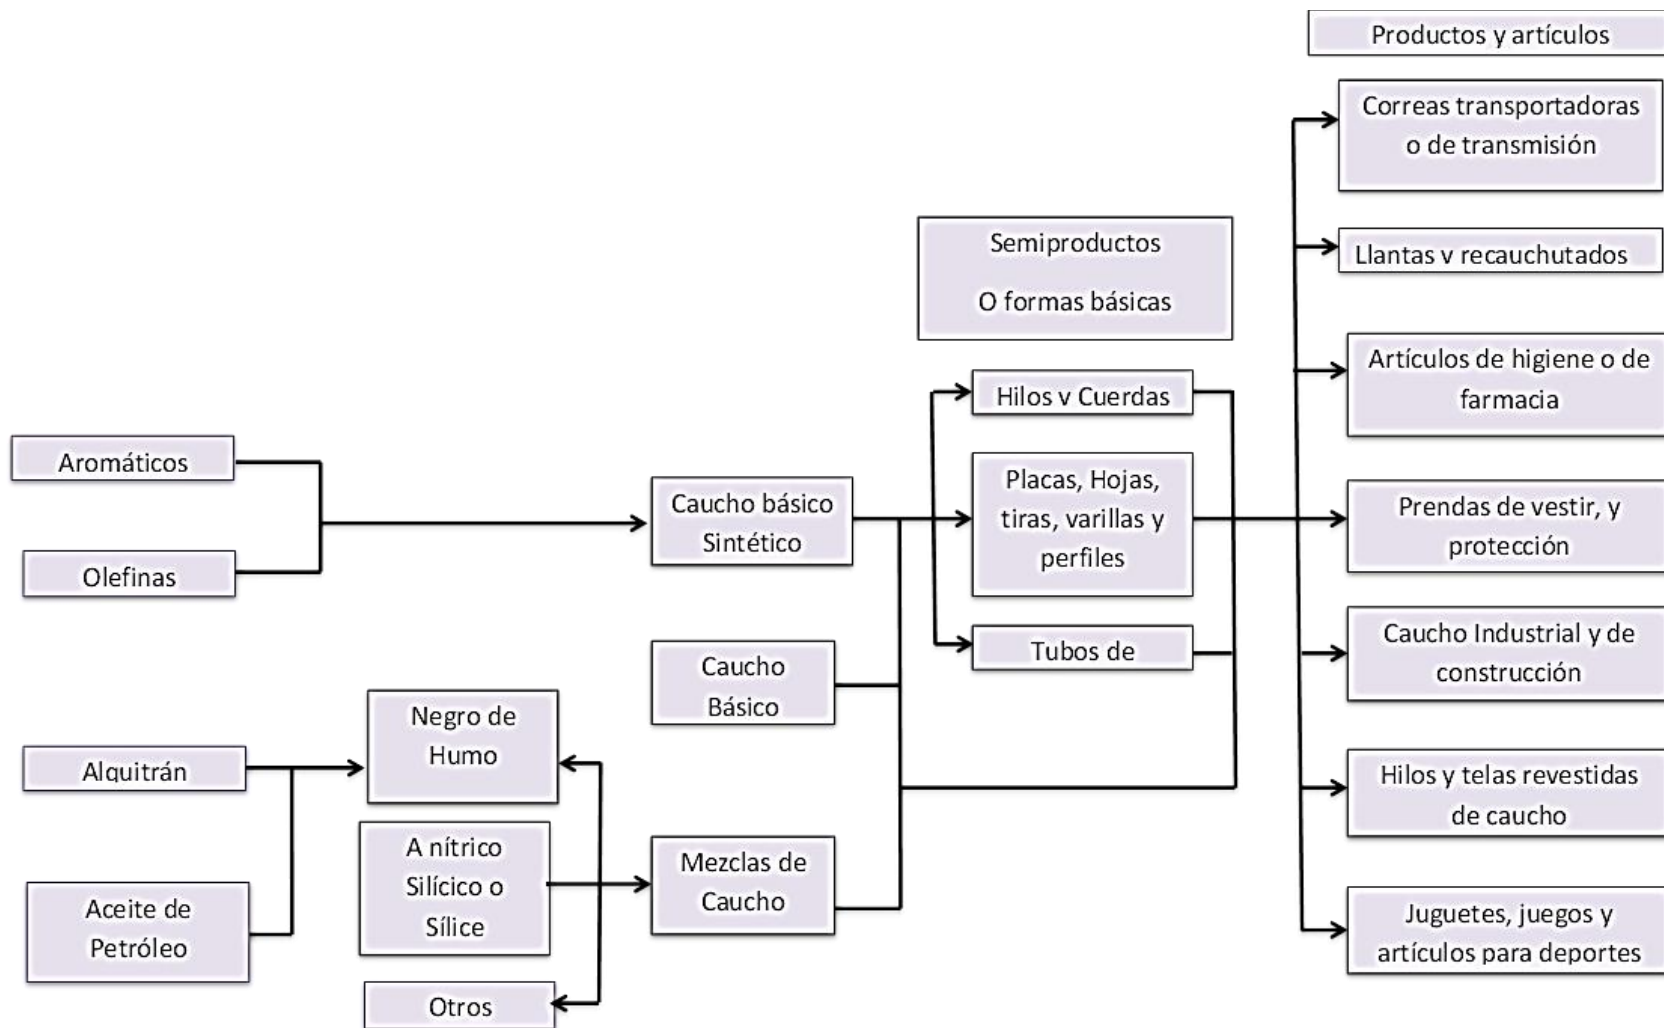 Productos y artículos
Correas transportadoras
o de transmisión
Llantas v recauchutados
Artículos de higiene o de
farmacia
Prendas de vestir, y
protección
Caucho Industrial y de
construcción
Hilos y telas revestidas
de caucho
Juguetes, juegos y
artículos para deportes
Semiproductos
O formas básicas
Hilos v Cuerdas
Placas, Hojas,
tiras, varillas y
perfiles
Tubos de
Aromáticos
Olefinas
Caucho básico
Sintético
Caucho
Básico
Mezclas de
Caucho
Alquitrán
Aceite de
Petróleo
Negro de
Humo
A nítrico
Silícico o
Sílice
Otros